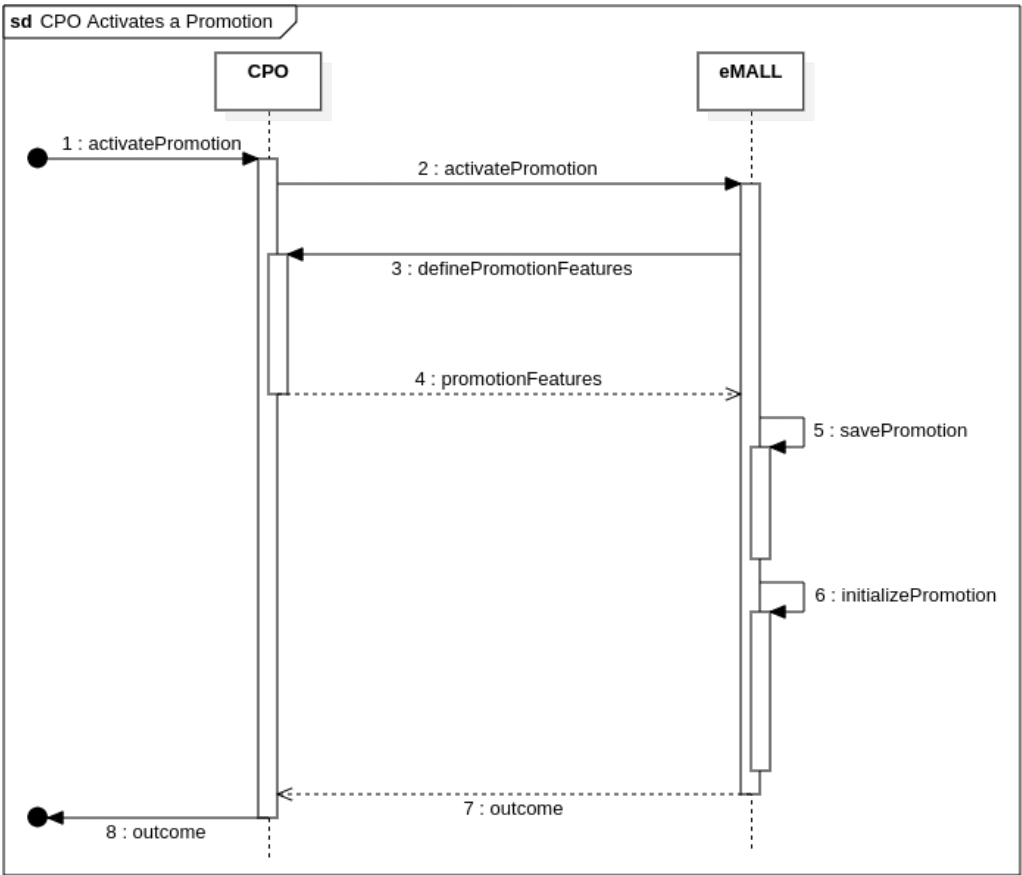 sd CPO Activates a Promotion
CPO
eMALL
1 : activatePromotion
2 : activatePromotion
3 : definePromotionFeatures
4 : promotionFeatures
5 : savePromotion
6 : initializePromotion
7 : outcome
8 : outcome